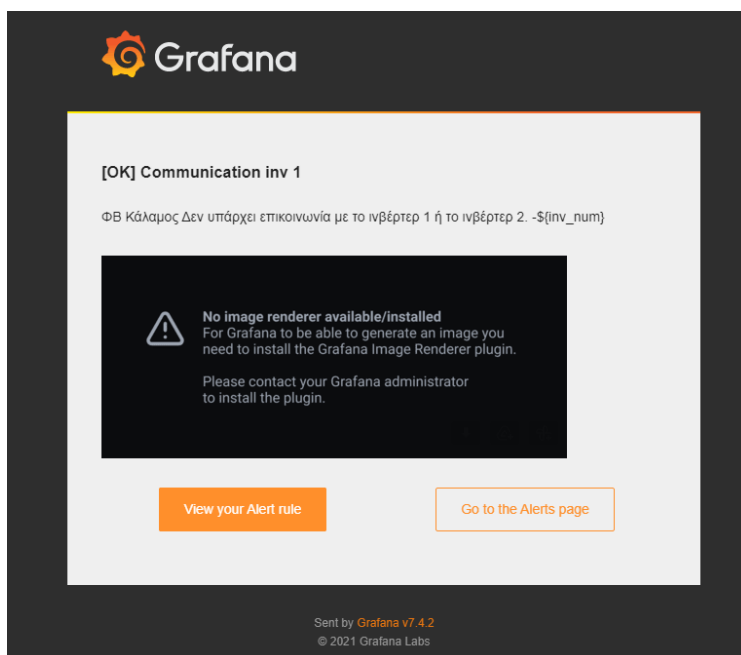 Grafana
[OK] Communication inv 1
ΦΒ Κάλαμος Δεν υπάρχει επικοινωνία με το ινβέρτερ 1 ή το ινβέρτερ 2. -${inv_num}
No image renderer available/installed
For Grafana to be able to generate an image you
need to install the Grafana Image Renderer plugin.
Please contact your Grafana administrator
to install the plugin.
View your Alert rule
Go to the Alerts page
Sent by Grafana v7.4.2
© 2021 Grafana Labs